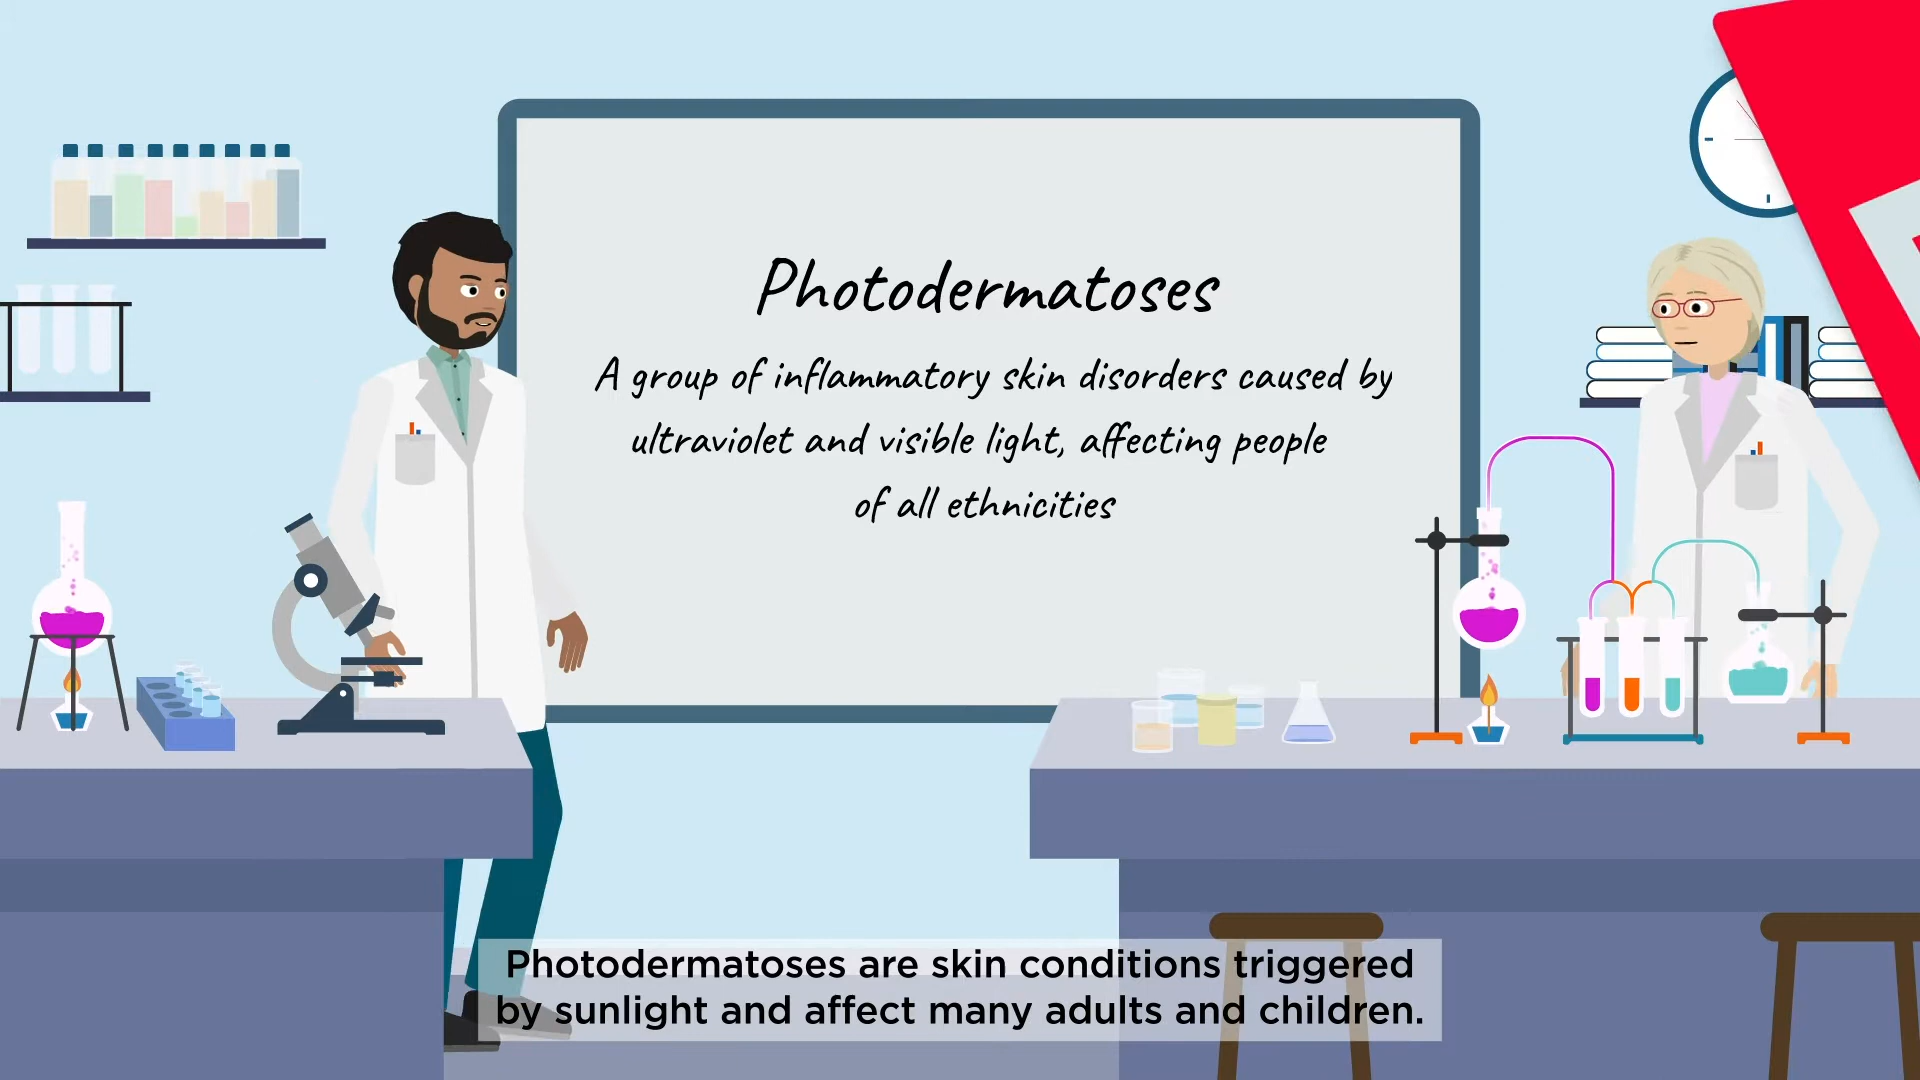 Photodermatoses
A group of inflammatory skin disorders caused by
ultraviolet and visible light, affecting people
of all ethnicities
Photodermatoses are skin conditions triggered
by sunlight and affect many adults and children.